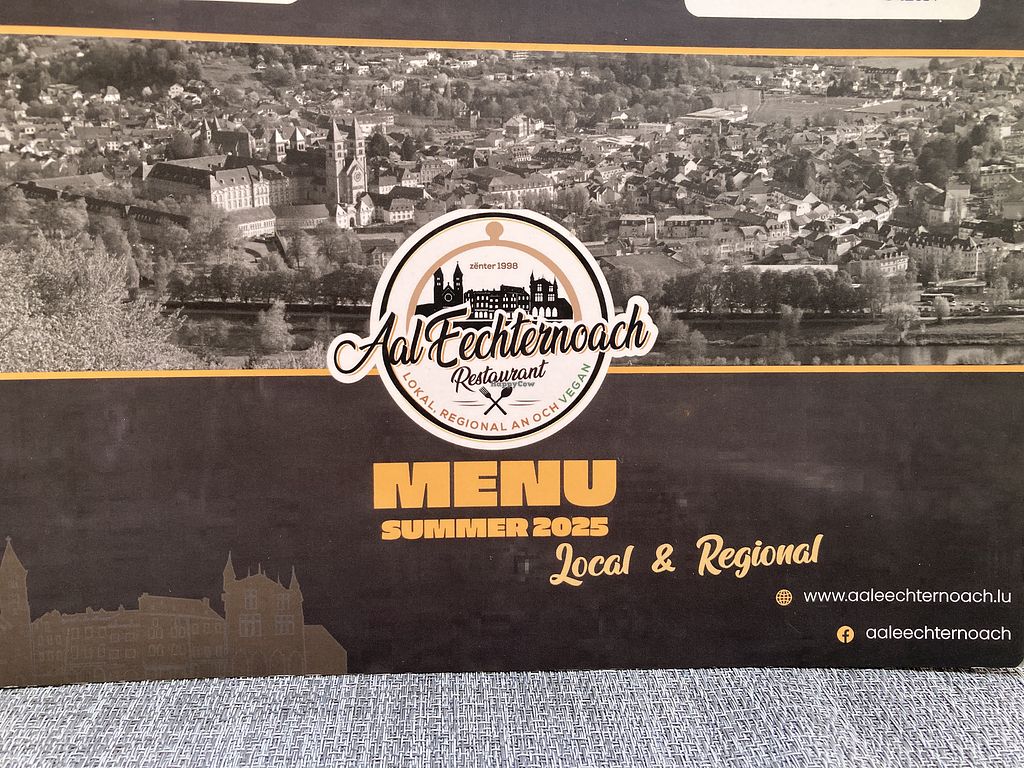 zënter 1998
Aal Eechternoach
Restaurant
HappyCow
LOKAL, REGIONAL AN OCH VEGAN
MENU
SUMMER 2025
Local & Regional
www.aaleechternoach.lu
aaleechternoach